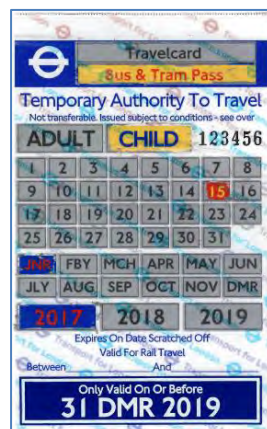 Travelcard
Bus & Tram Pass
Temporary Authority To Travel
Not transferable. Issued subject to conditions - see over
ADULT CHILD 123456
1 2 3 4 5 6 7 8
9 10 11 12 13 14 15 16
17 18 19 20 21 22 23 24
25 26 27 28 29 30 31
JNR FBY MCH APR MAY JUN
JLY AUG SEP OCT NOV DMR
2017 2018 2019
Expires On Date Scratched Off
Valid For Rail Travel
Between And
Only Valid On Or Before
31 DMR 2019